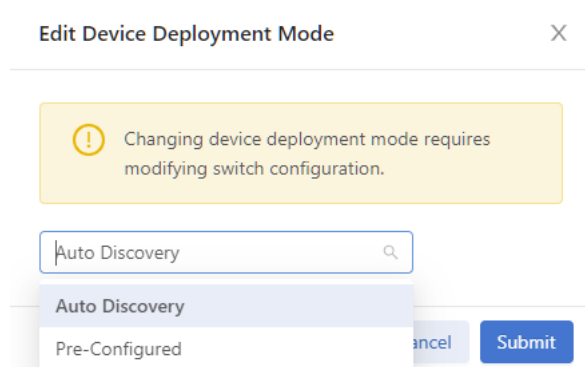 Edit Device Deployment Mode
Changing device deployment mode requires
modifying switch configuration.
Auto Discovery
Auto Discovery
Pre-Configured
ancel
Submit